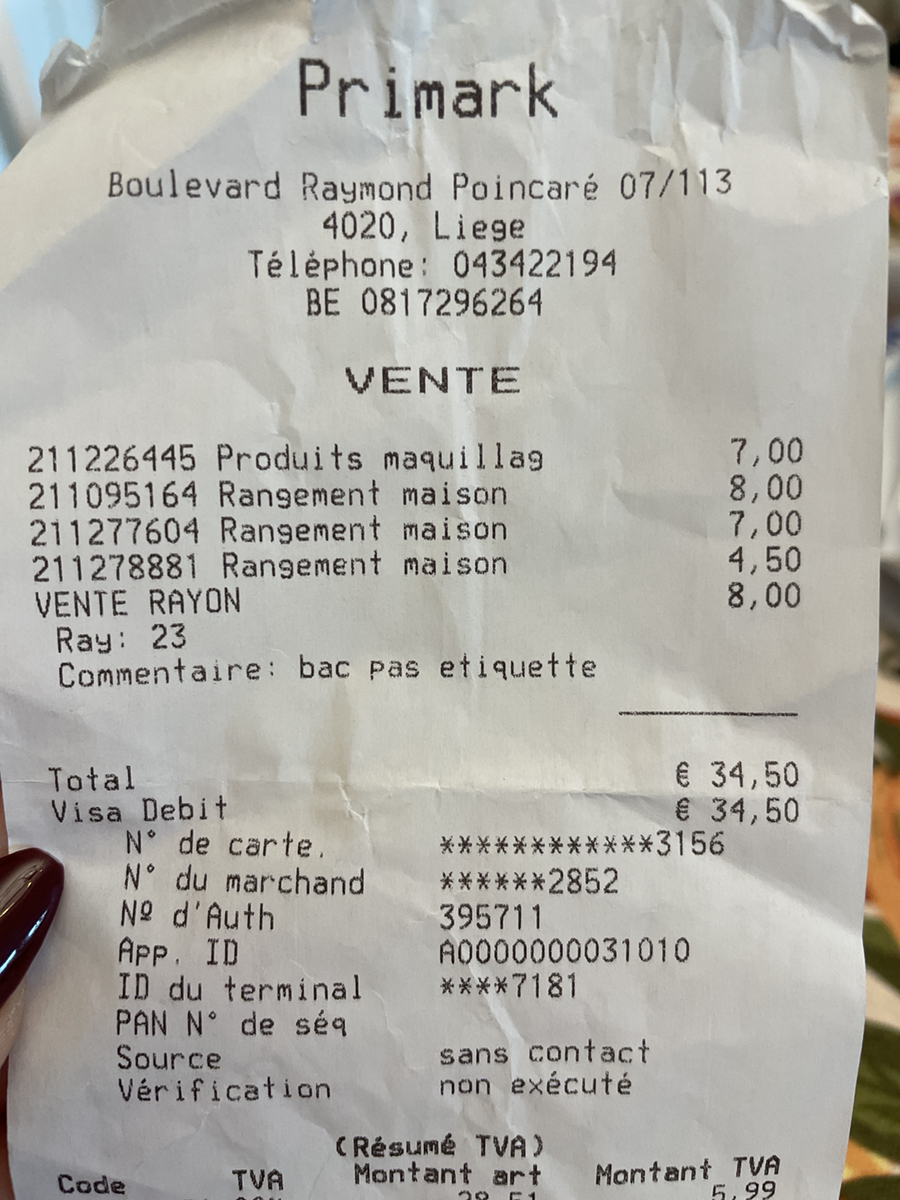 Primark
Boulevard Raymond Poincaré 07/113
4020, Liege
Téléphone: 043422194
BE 0817296264
VENTE
211226445 Produits maquillag 7,00
211095164 Rangement maison 8,00
211277604 Rangement maison 7,00
211278881 Rangement maison 4,50
VENTE RAYON 8,00
Ray: 23
Commentaire: bac pas etiquette
Total € 34,50
Visa Debit € 34,50
N° de carte. ************3156
N° du marchand ******2852
Nº d'Auth 395711
App. ID A0000000031010
ID du terminal ****7181
PAN N° de séq
Source sans contact
Vérification non exécuté
(Résumé TVA)
Code TVA Montant art Montant TVA
5,99